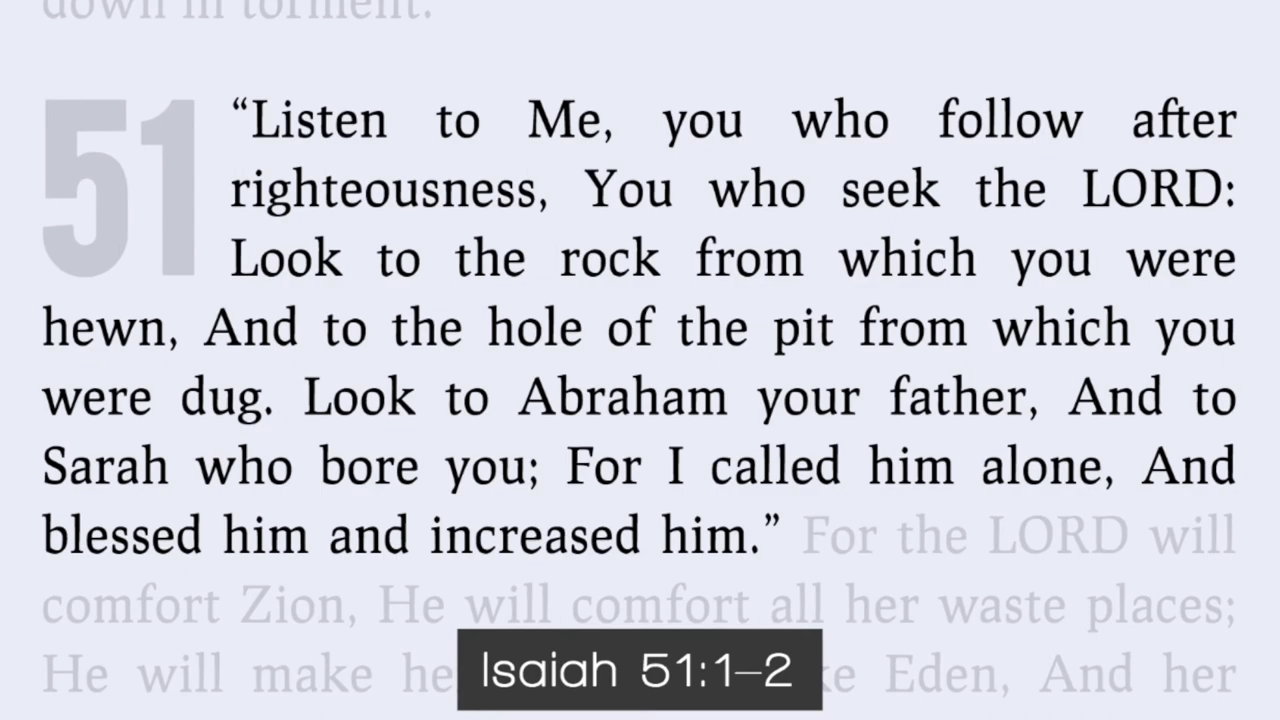 down in torment.
51
“Listen to Me, you who follow after
righteousness, You who seek the LORD:
Look to the rock from which you were
hewn, And to the hole of the pit from which you
were dug. Look to Abraham your father, And to
Sarah who bore you; For I called him alone, And
blessed him and increased him.” For the LORD will
comfort Zion, He will comfort all her waste places;
He will make Eden, And her
Isaiah 51:1–2